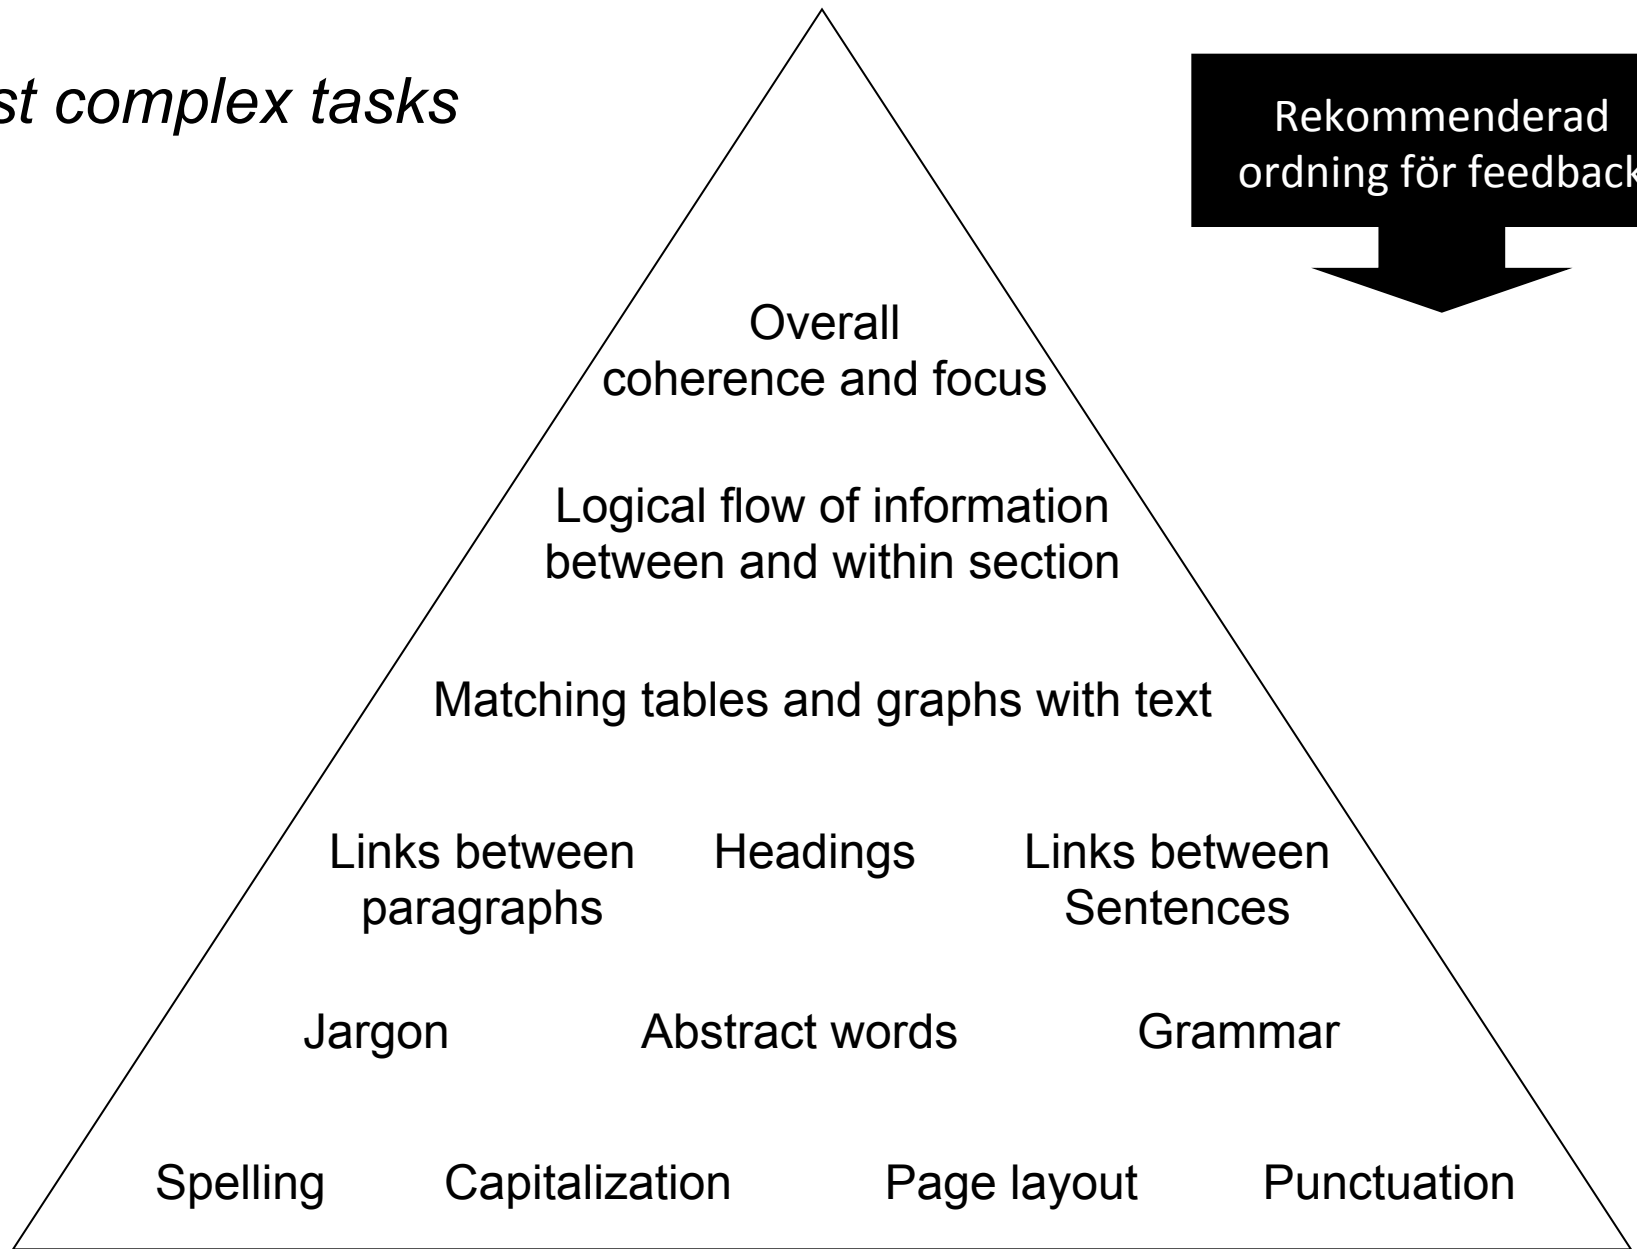 complex tasks
Rekommenderad
ordning för feedback
Overall
coherence and focus
Logical flow of information
between and within section
Matching tables and graphs with text
Links between Headings Links between
paragraphs Sentences
Jargon Abstract words Grammar
Spelling Capitalization Page layout Punctuation